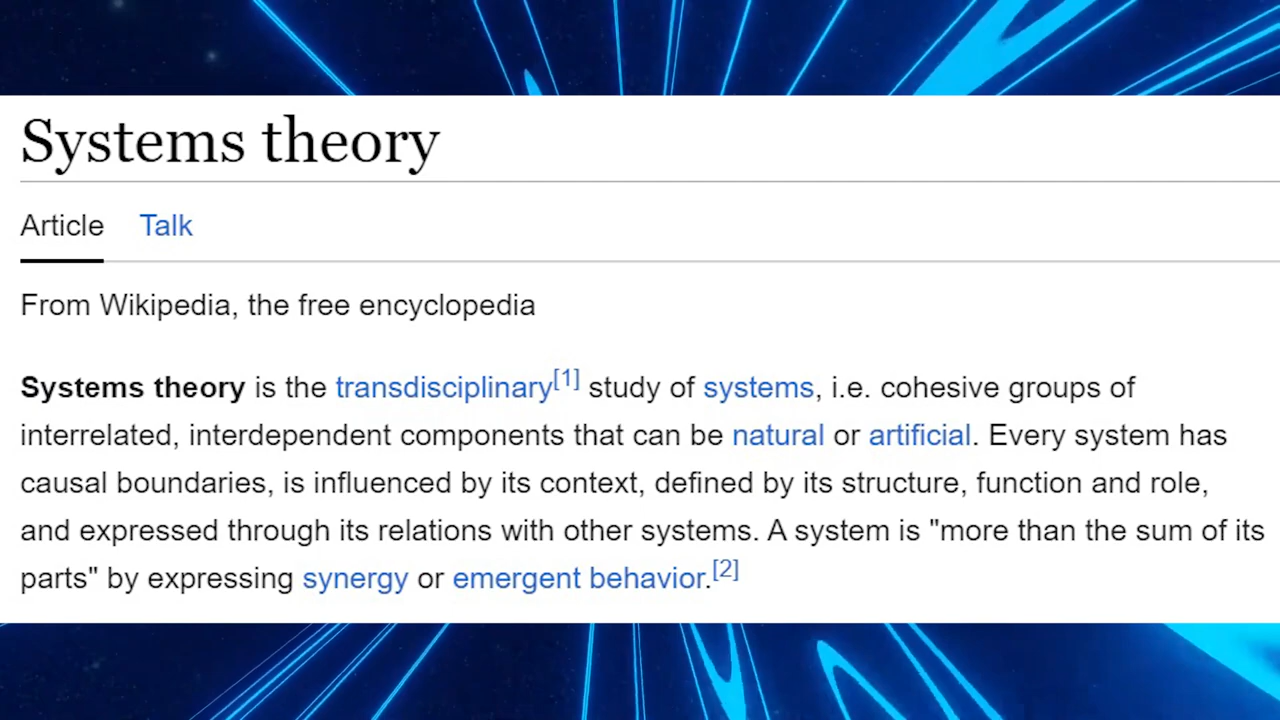 Systems theory
Article Talk
From Wikipedia, the free encyclopedia
Systems theory is the transdisciplinary[1] study of systems, i.e. cohesive groups of
interrelated, interdependent components that can be natural or artificial. Every system has
causal boundaries, is influenced by its context, defined by its structure, function and role,
and expressed through its relations with other systems. A system is "more than the sum of its
parts" by expressing synergy or emergent behavior.[2]